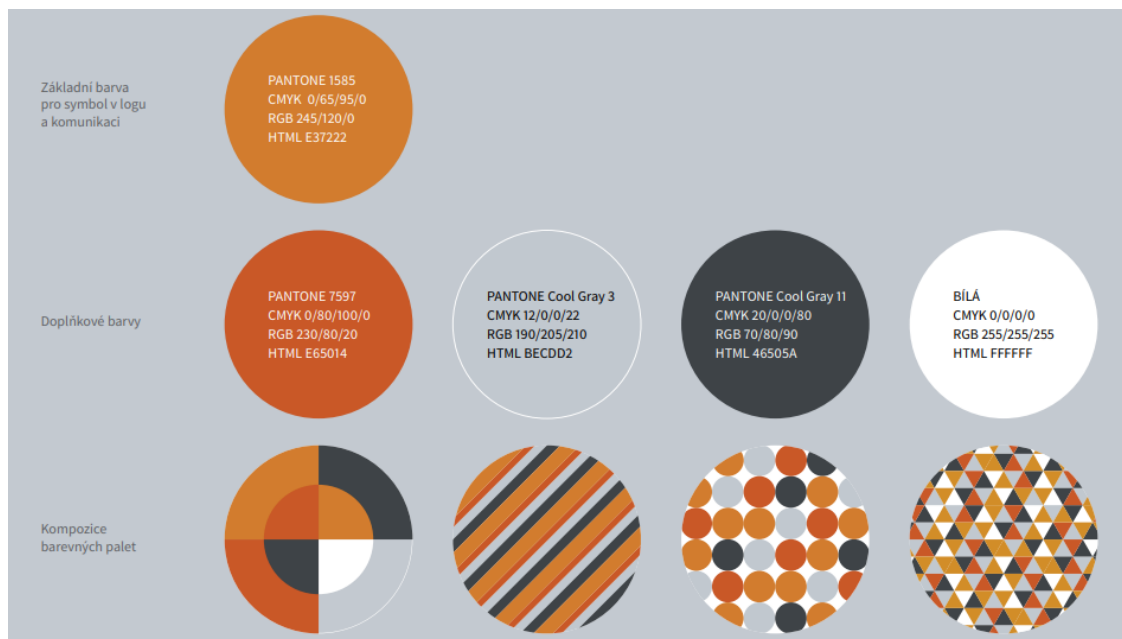 Základní barva
pro symbol v logu
a komunikaci
PANTONE 1585
CMYK  0/65/95/0
RGB 245/120/0
HTML E37222
Doplňkové barvy
PANTONE 7597
CMYK 0/80/100/0
RGB 230/80/20
HTML E65014
PANTONE Cool Gray 3
CMYK 12/0/0/22
RGB 190/205/210
HTML BECDD2
PANTONE Cool Gray 11
CMYK 20/0/0/80
RGB 70/80/90
HTML 46505A
BÍLÁ
CMYK 0/0/0/0
RGB 255/255/255
HTML FFFFFF
Kompozice
barevných palet